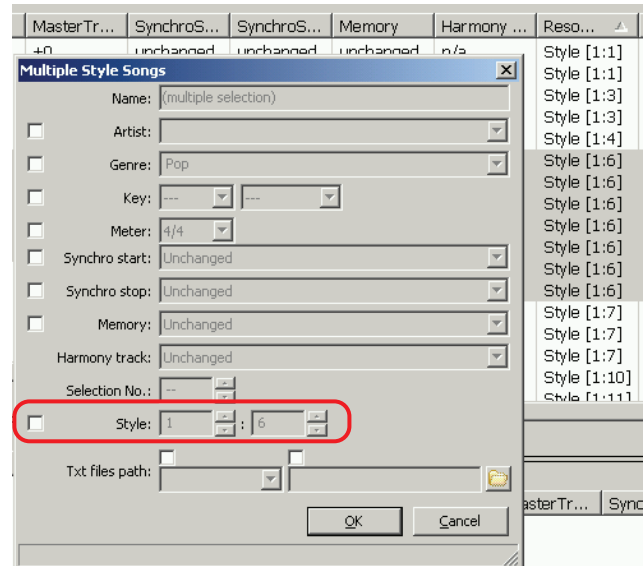 MasterTr... SynchroS... SynchroS... Memory Harmony ... Reso...
±0 unchanged unchanged unchanged n/a Style [1:1]
Multiple Style Songs
Style [1:1]
Name: (multiple selection) Style [1:3]
Style [1:3]
Artist: Style [1:4]
Genre: Pop Style [1:6]
Style [1:6]
Key: --- --- Style [1:6]
Meter: 4/4 Style [1:6]
Synchro start: Unchanged Style [1:6]
Style [1:6]
Synchro stop: Unchanged Style [1:6]
Memory: Unchanged Style [1:7]
Style [1:7]
Harmony track: Unchanged Style [1:7]
Selection No.: -- Style [1:10]
Style [1:11]
Style: 1 : 6
Txt files path:
OK Cancel
asterTr... Sync